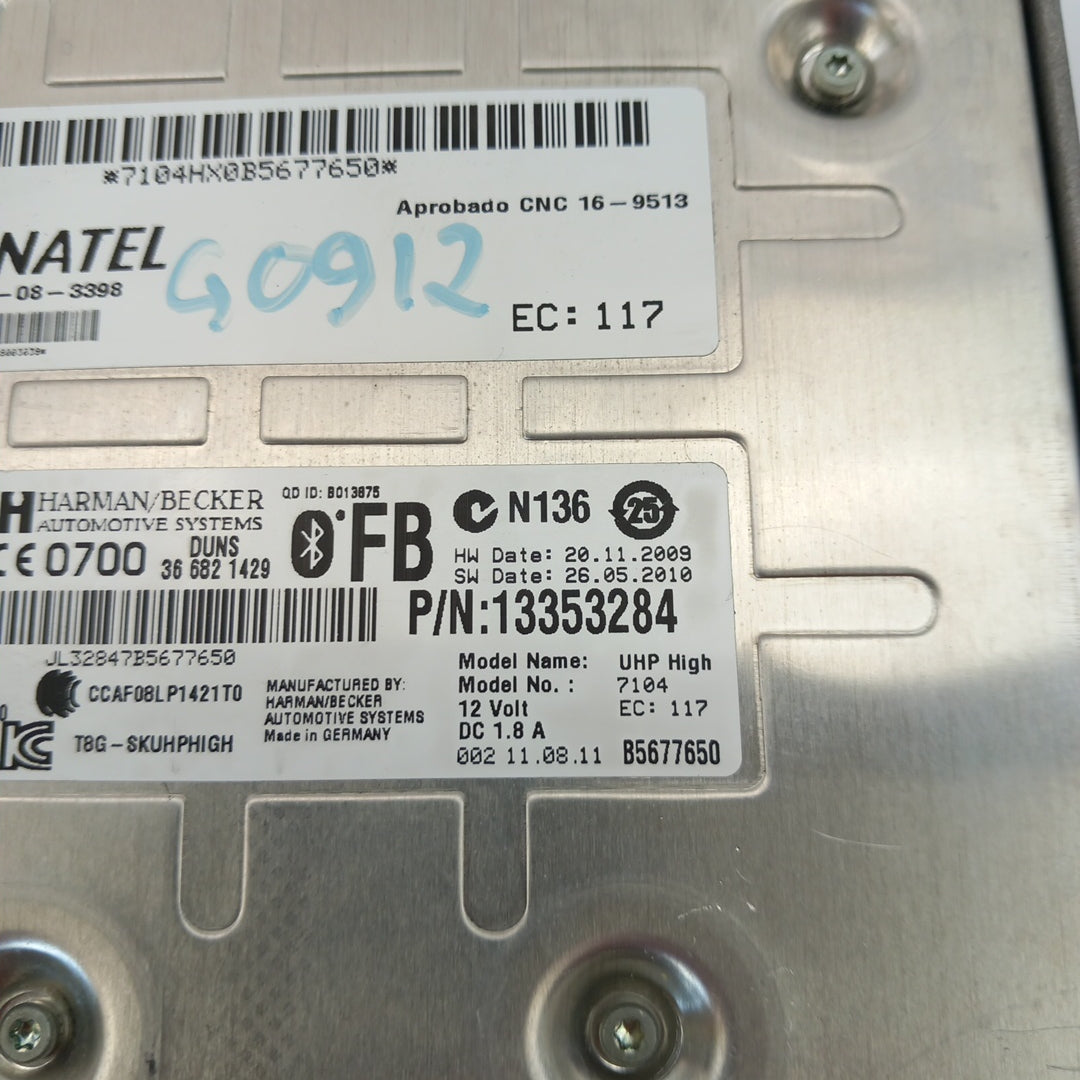 *7104HX0B5677650*
Aprobado CNC 16-9513
NATEL
-08-3398
G0912
EC: 117
HARMAN/BECKER
AUTOMOTIVE SYSTEMS
QD ID: B013875
CE 0700
DUNS
36 682 1429
FB
N136
25
HW Date: 20.11.2009
SW Date: 26.05.2010
P/N:13353284
JL32847B5677650
CCAF08LP1421T0
T8G-SKUHPHIGH
MANUFACTURED BY:
HARMAN/BECKER
AUTOMOTIVE SYSTEMS
Made in GERMANY
Model Name: UHP High
Model No.: 7104
12 Volt EC: 117
DC 1.8 A
002 11.08.11 B5677650